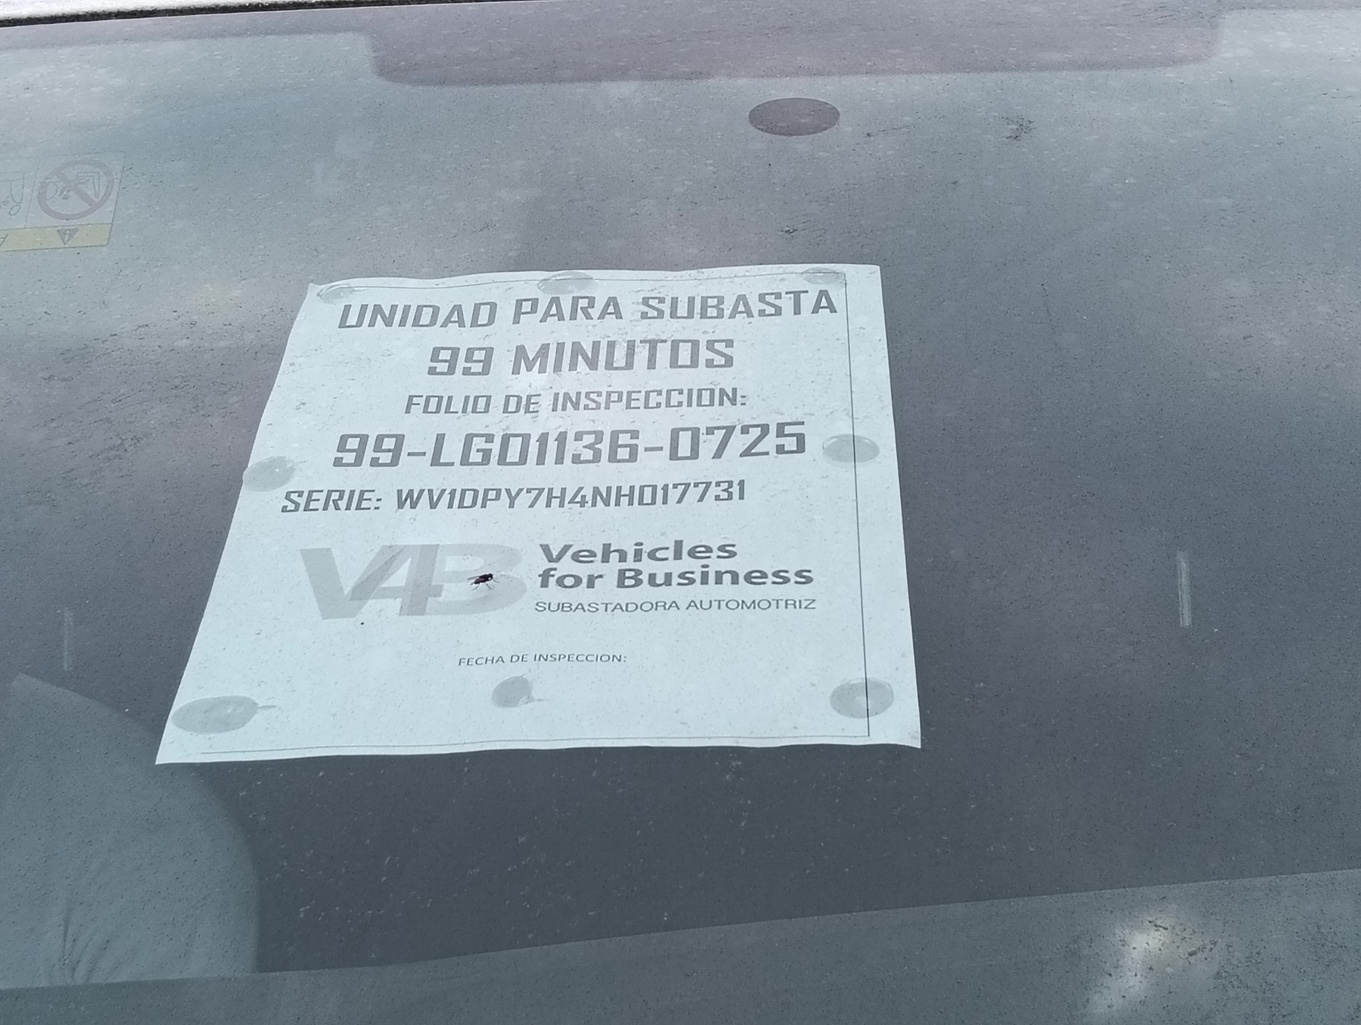 UNIDAD PARA SUBASTA
99 MINUTOS
FOLIO DE INSPECCION:
99-LG01136-0725
SERIE: WV1DPY7H4NH017731
V4B
Vehicles
for Business
SUBASTADORA AUTOMOTRIZ
FECHA DE INSPECCION: